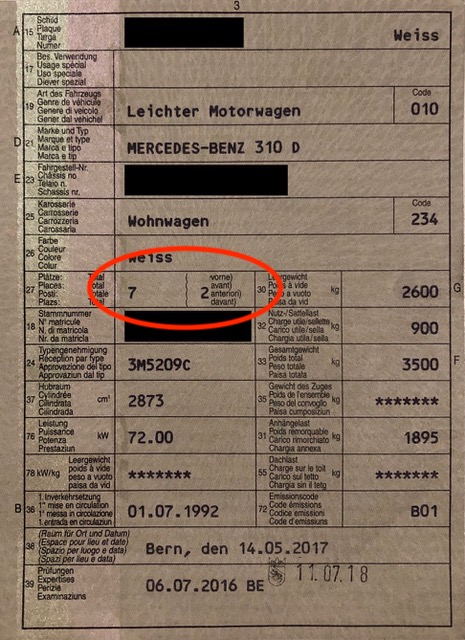 3
A 15 Schild
Plaque
Targa
Numer
Weiss
17 Bes. Verwendung
Usage spécial
Uso speciale
Diever spezial
19 Art des Fahrzeugs
Genre de véhicule
Genere di veicolo
Gener dal vehichel
Leichter Motorwagen
Code
010
D 21 Marke und Typ
Marque et type
Marca e tipo
Marca e tip
MERCEDES-BENZ 310 D
E 23 Fahrgestell-Nr.
Châssis no
Telaio n.
Schassis nr.
25 Karosserie
Carrosserie
Carrozzeria
Carossaria
Wohnwagen
Code
234
26 Farbe
Couleur
Colore
Colur
Weiss
27 Plätze: Total
Places: Total
Posti: Totale
Plazs: Total
7
2
( vorne)
( avant)
( anteriori)
( davant)
30 Leergewicht
Poids à vide
Peso a vuoto
Paisa da vid
kg
2600
G
18 Stammnummer
N° matricule
N. di matricola
Nr. da matricla
32 Nutz-/Sattellast
Charge utile/sellette
Carico utile/sella
Chargia utila/sella
kg
900
24 Typengenehmigung
Réception par type
Approvazione del tipo
Approvaziun dal tip
3M5209C
33 Gesamtgewicht
Poids total
Peso totale
Paisa totala
kg
3500
F
37 Hubraum
Cylindrée
Cilindrata
Cilindrada
cm³
2873
35 Gewicht des Zuges
Poids de l'ensemble
Peso del convoglio
Paisa cumposiziun
kg
*******
76 Leistung
Puissance
Potenza
Prestaziun
kW
72.00
31 Anhängelast
Poids remorquable
Carico rimorchiato
Chargia annexa
kg
1895
78 kW/kg
Leergewicht
poids à vide
peso a vuoto
paisa da vid
*******
55 Dachlast
Charge sur le toit
Carico sul tetto
Chargia sin il tetg
kg
*******
B 36 1. Inverkehrsetzung
1re mise en circulation
1a messa in circolazione
1. entrada en circulaziun
01.07.1992
72 Emissionscode
Code émissions
Codice emissioni
Code d'emissiuns
B01
38 (Raum für Ort und Datum)
(Espace pour lieu et date)
(Spazio per luogo e data)
(Spazi per lieu e data)
Bern, den 14.05.2017
39 Prüfungen
Expertises
Perizie
Examinaziuns
06.07.2016 BE
11.07.18